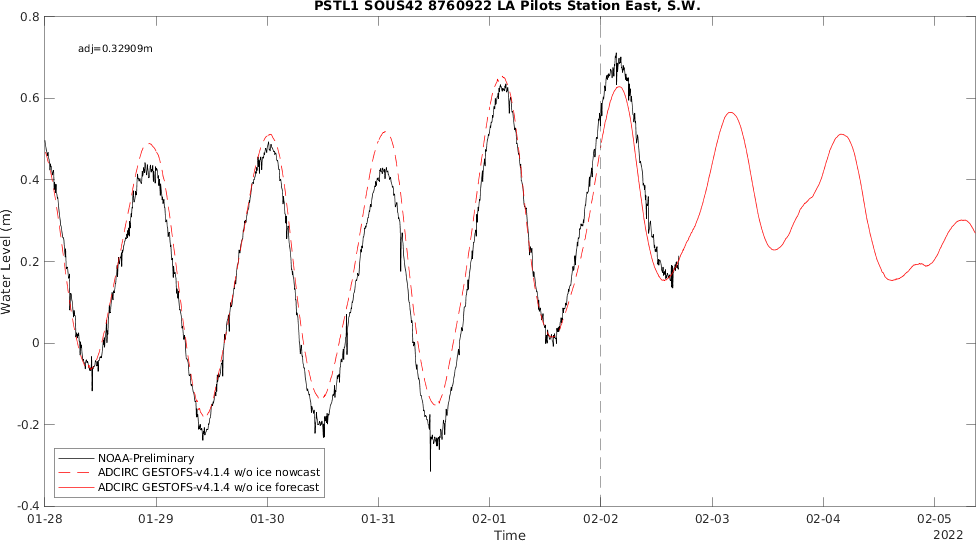 PSTL1 SOUS42 8760922 LA Pilots Station East, S.W.
adj=0.32909m
0.8
0.6
0.4
0.2
0
-0.2
-0.4
Water Level (m)
NOAA-Preliminary
ADCIRC GESTOFS-v4.1.4 w/o ice nowcast
ADCIRC GESTOFS-v4.1.4 w/o ice forecast
01-28 01-29 01-30 01-31 02-01 02-02 02-03 02-04 02-05
Time
2022